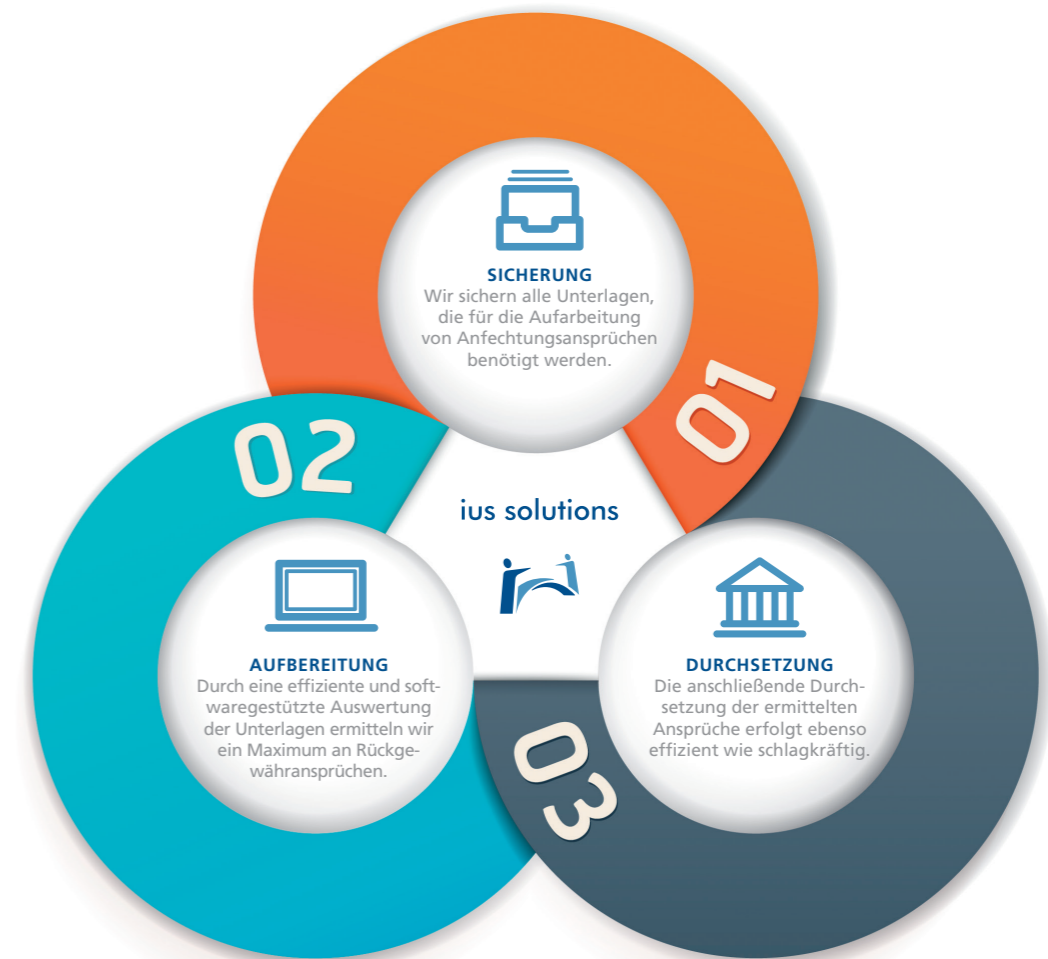 01
SICHERUNG
Wir sichern alle Unterlagen,
die für die Aufarbeitung
von Anfechtungsansprüchen
benötigt werden.
ius solutions
02
AUFBEREITUNG
Durch eine effiziente und soft-
waregestützte Auswertung
der Unterlagen ermitteln wir
ein Maximum an Rückge-
währansprüchen.
03
DURCHSETZUNG
Die anschließende Durch-
setzung der ermittelten
Ansprüche erfolgt ebenso
effizient wie schlagkräftig.